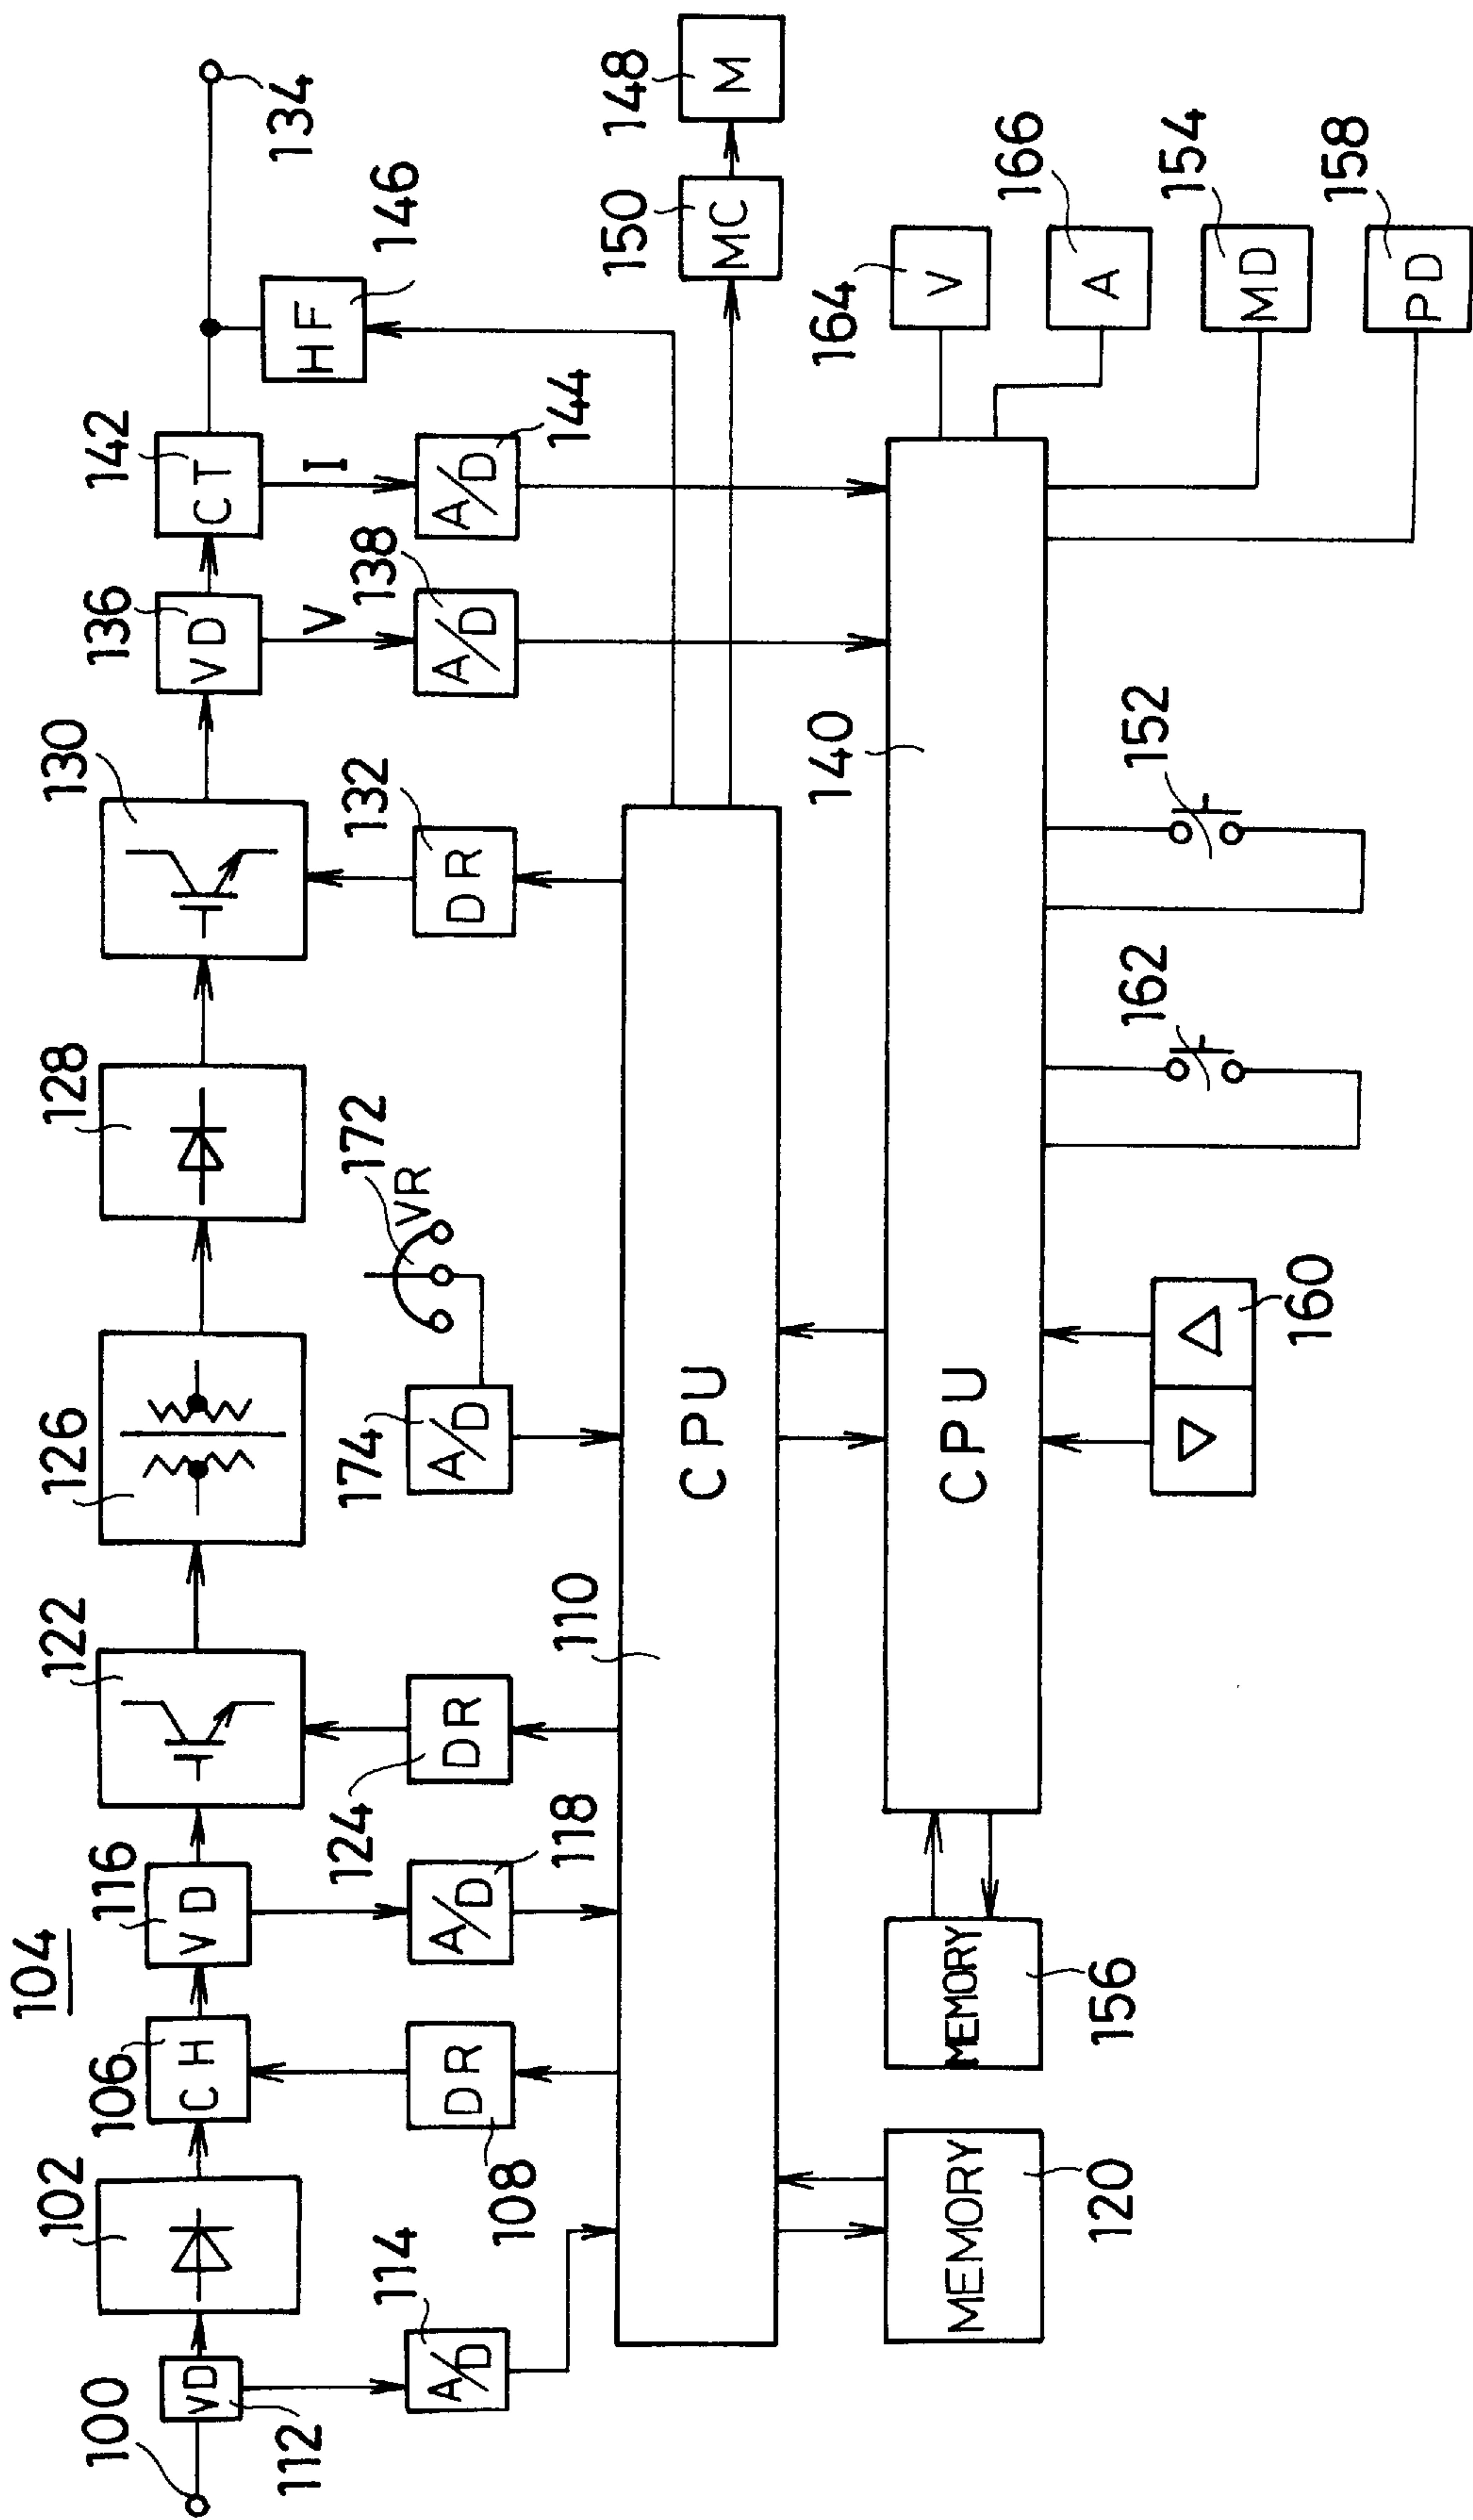 104
100
102
106
116
122
126
128
130
136
142
134
VD
CH
VD
VD
CT
112
114
108
118
124
174
172
VR
132
V
138
I
144
HF
146
A/D
DR
A/D
DR
A/D
DR
A/D
A/D
110
CPU
150
MC
148
M
140
CPU
164
V
166
A
154
MD
158
PD
MEMORY
120
MEMORY
156
160
162
152